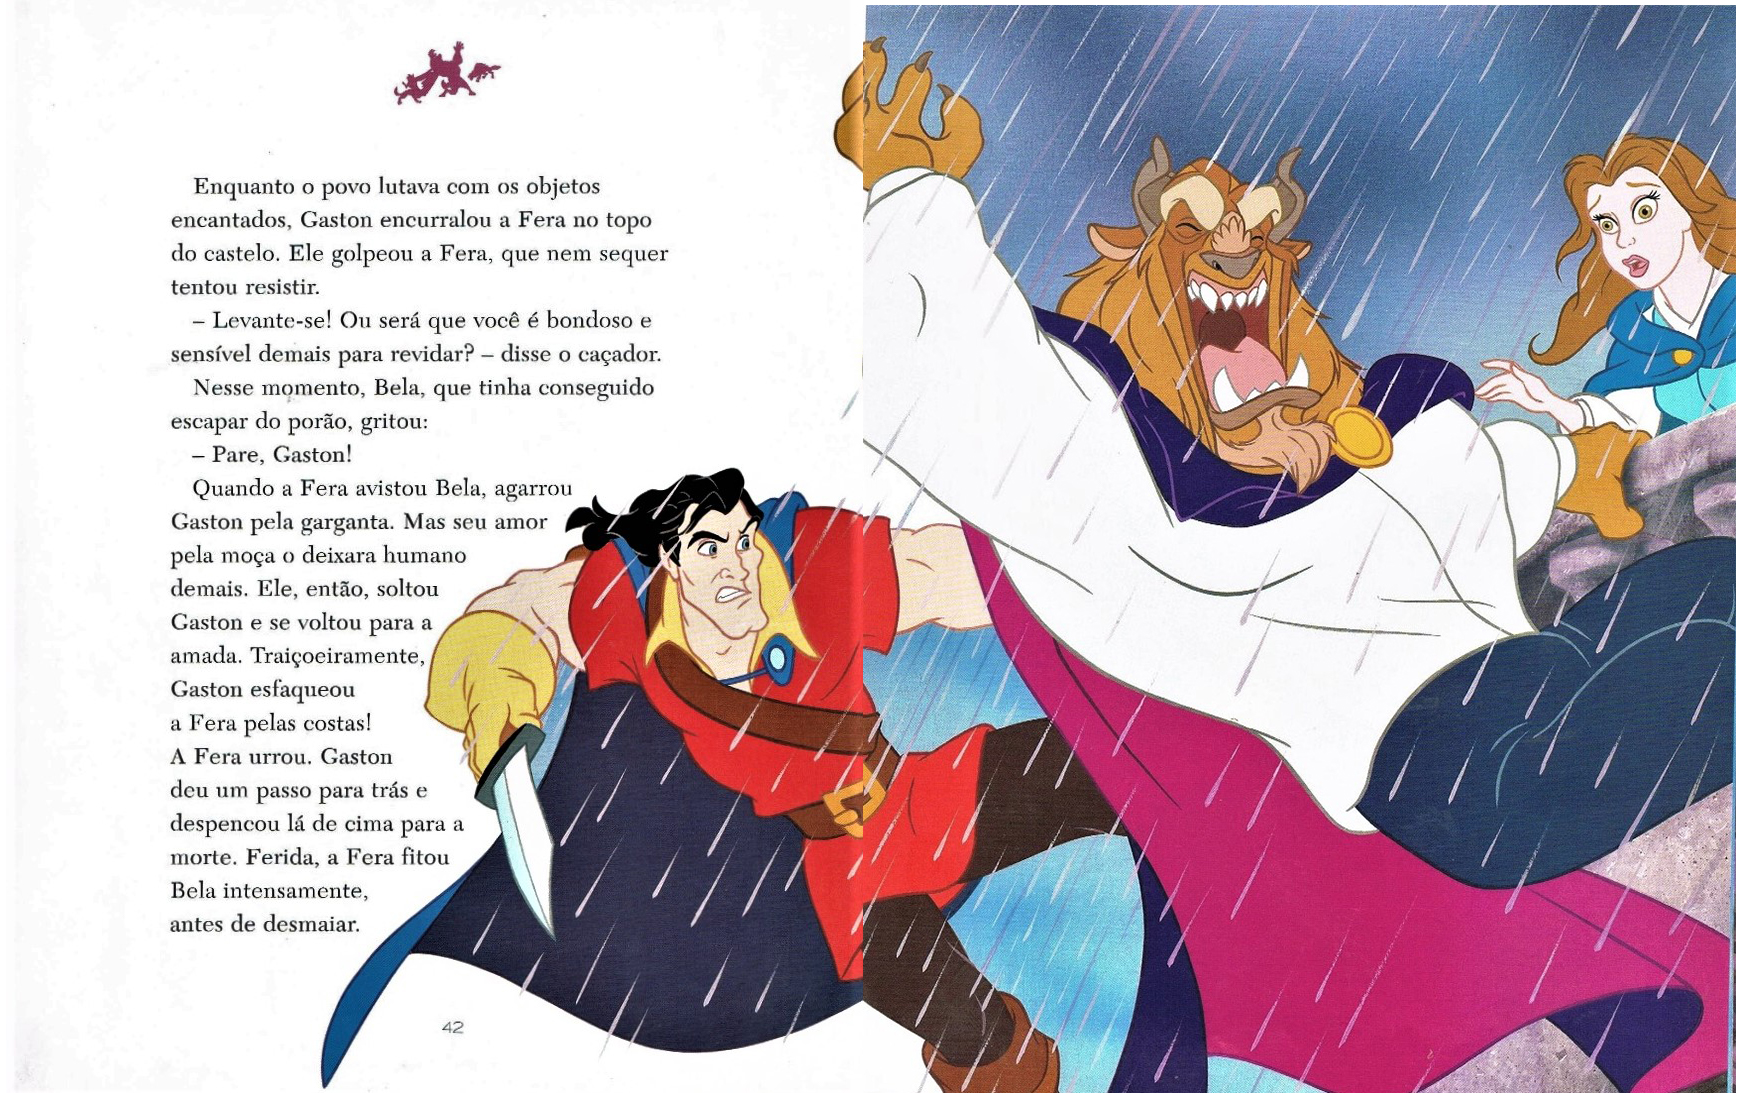 Enquanto o povo lutava com os objetos
encantados, Gaston encurralou a Fera no topo
do castelo. Ele golpeou a Fera, que nem sequer
tentou resistir.
– Levante-se! Ou será que você é bondoso e
sensível demais para revidar? – disse o caçador.
Nesse momento, Bela, que tinha conseguido
escapar do porão, gritou:
– Pare, Gaston!
Quando a Fera avistou Bela, agarrou
Gaston pela garganta. Mas seu amor
pela moça o deixara humano
demais. Ele, então, soltou
Gaston e se voltou para a
amada. Traiçoeiramente,
Gaston esfaqueou
a Fera pelas costas!
A Fera urrou. Gaston
deu um passo para trás e
despencou lá de cima para a
morte. Ferida, a Fera fitou
Bela intensamente,
antes de desmaiar.
42